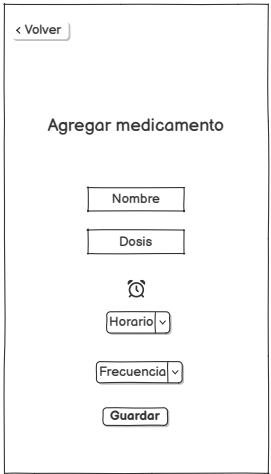 < Volver
Agregar medicamento
Nombre
Dosis
Horario
Frecuencia
Guardar